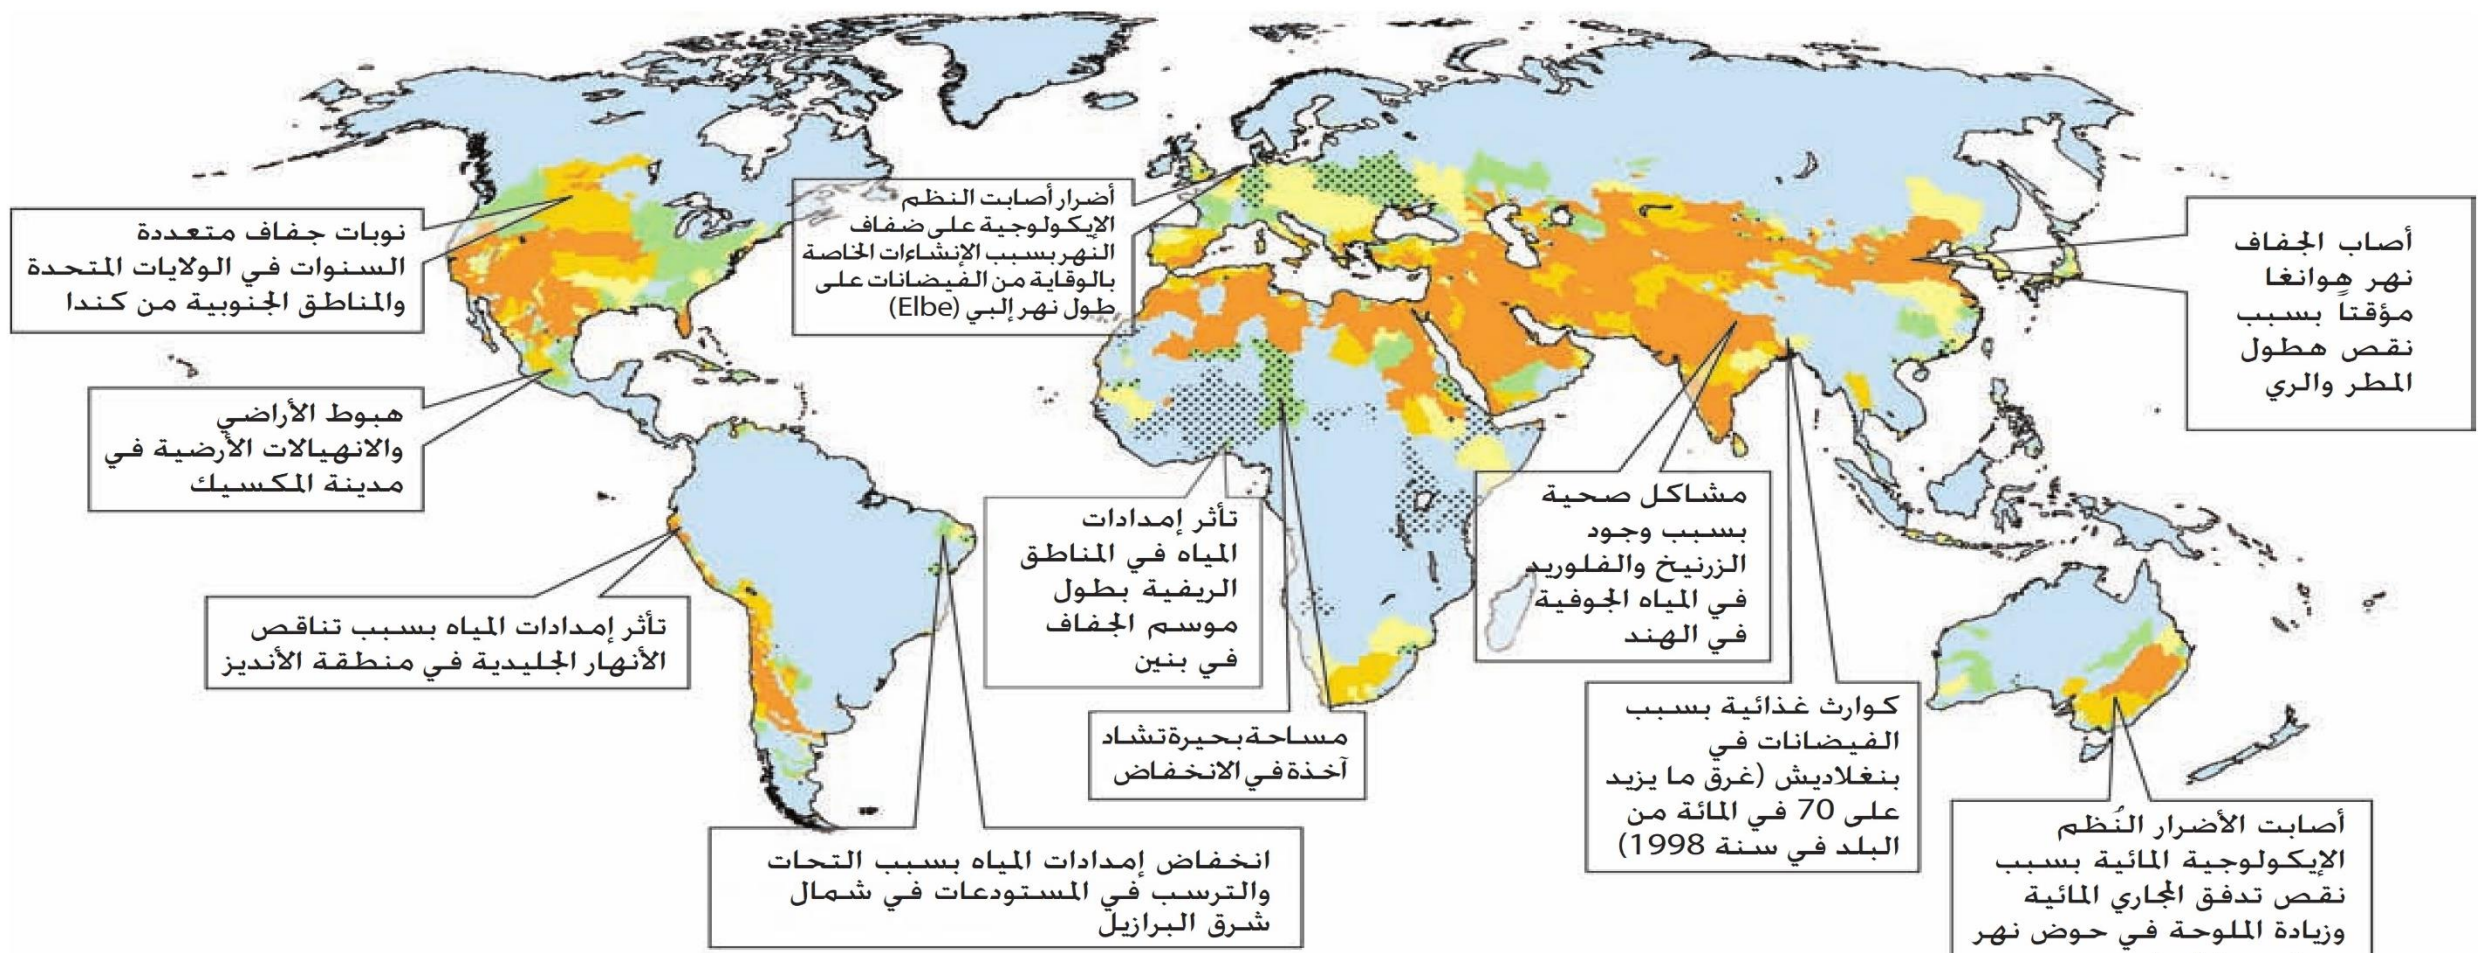 نوبات جفاف متعددة
السنوات في الولايات المتحدة
والمناطق الجنوبية من كندا
هبوط الأراضي
والانهيالات الأرضية في
مدينة المكسيك
تأثر إمدادات المياه بسبب تناقص
الأنهار الجليدية في منطقة الأنديز
انخفاض إمدادات المياه بسبب التحات
والترسب في المستودعات في شمال
شرق البرازيل
أضرار أصابت النظم
الإيكولوجية على ضفاف
النهر بسبب الإنشاءات الخاصة
بالوقاية من الفيضانات على
طول نهر إلبي (Elbe)
تأثر إمدادات
المياه في المناطق
الريفية بطول
موسم الجفاف
في بنين
مساحة بحيرة تشاد
آخذة في الانخفاض
مشاكل صحية
بسبب وجود
الزرنيخ والفلوريد
في المياه الجوفية
في الهند
كوارث غذائية بسبب
الفيضانات في
بنغلاديش (غرق ما يزيد
على 70 في المائة من
البلد في سنة 1998)
أصاب الجفاف
نهر هوانغا
مؤقتاً بسبب
نقص هطول
المطر والري
أصابت الأضرار النُظم
الإيكولوجية المائية بسبب
نقص تدفق المجاري المائية
وزيادة الملوحة في حوض نهر